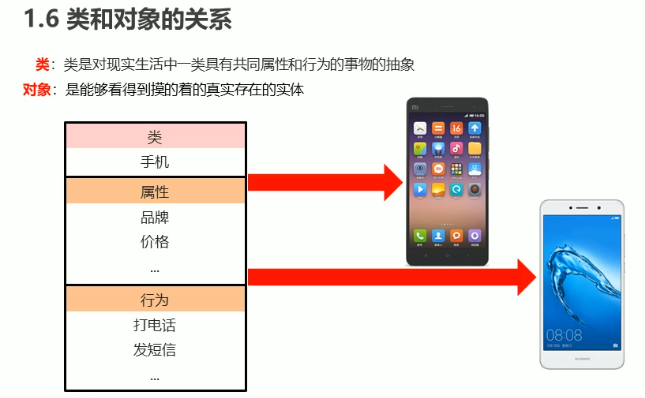 1.6 类和对象的关系
类：类是对现实生活中一类具有共同属性和行为的事物的抽象
对象：是能够看得到摸的着的真实存在的实体
类
手机
属性
品牌
价格
...
行为
打电话
发短信
...
16
08:08
HUAWEI